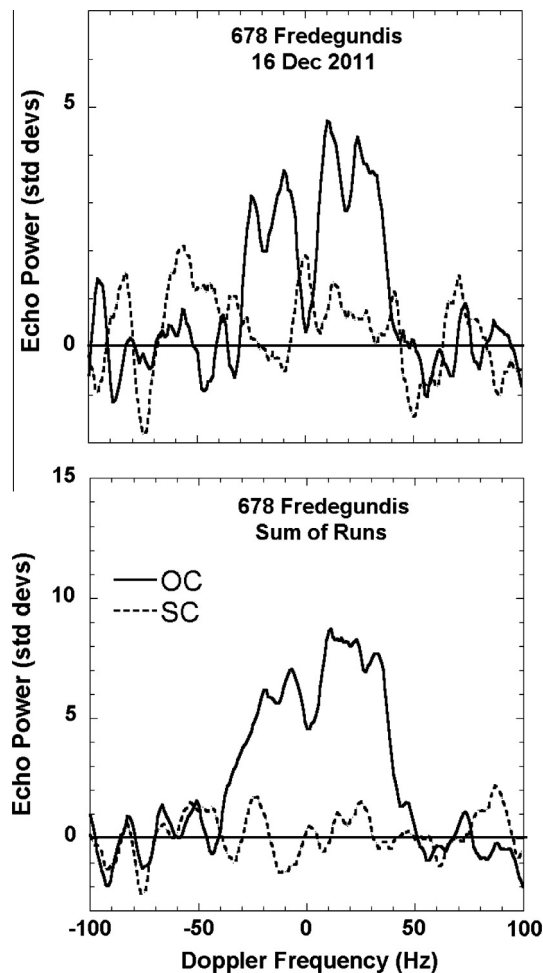 678 Fredegundis
16 Dec 2011
5
0
Echo Power (std devs)
15
10
5
0
Echo Power (std devs)
678 Fredegundis
Sum of Runs
OC
SC
-100
-50
0
50
100
Doppler Frequency (Hz)